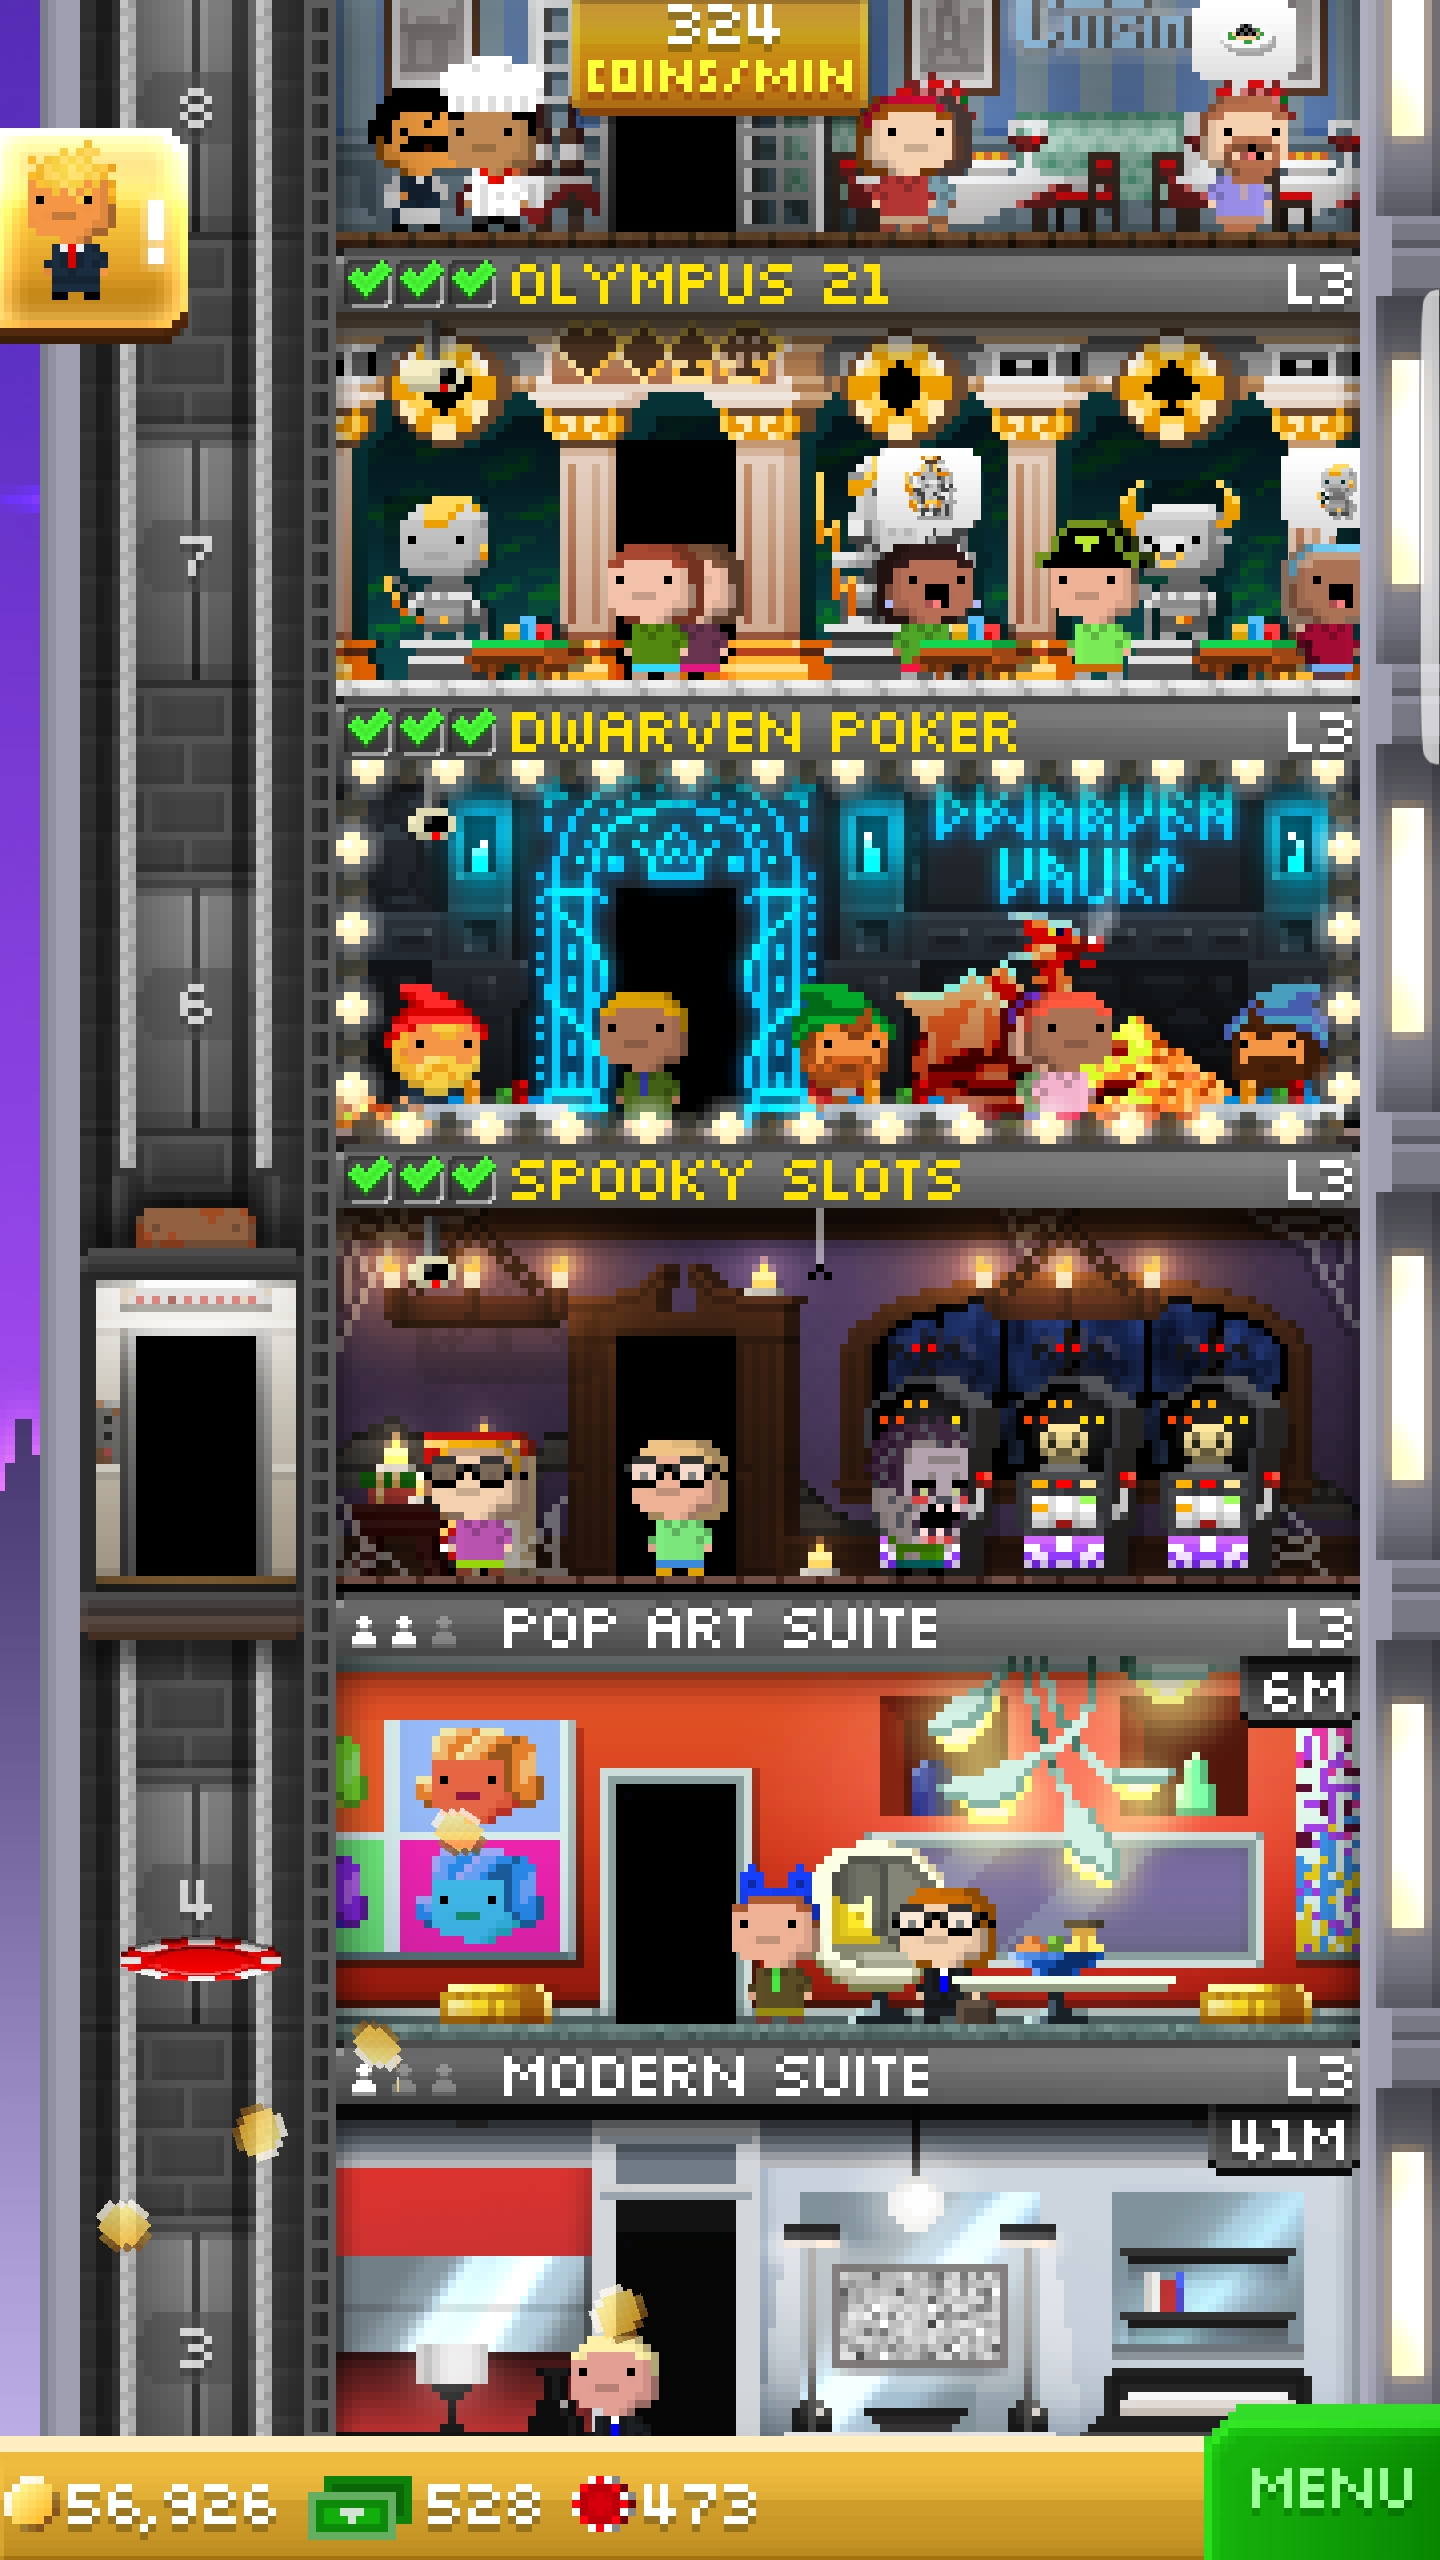 324
COINS/MIN
Cuisin
8
!
OLYMPUS 21 L3
7
DWARVEN POKER L3
DWARVEN
VAULT
6
SPOOKY SLOTS L3
POP ART SUITE L3
6M
4
MODERN SUITE L3
41M
3
56,926 528 473
MENU